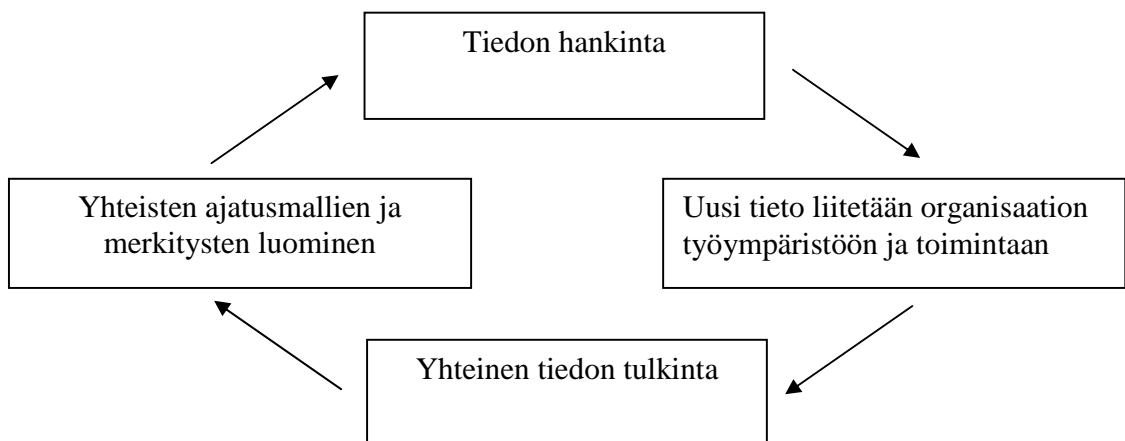 Tiedon hankinta
Yhteisten ajatusmallien ja
merkitysten luominen
Uusi tieto liitetään organisaation
työympäristöön ja toimintaan
Yhteinen tiedon tulkinta